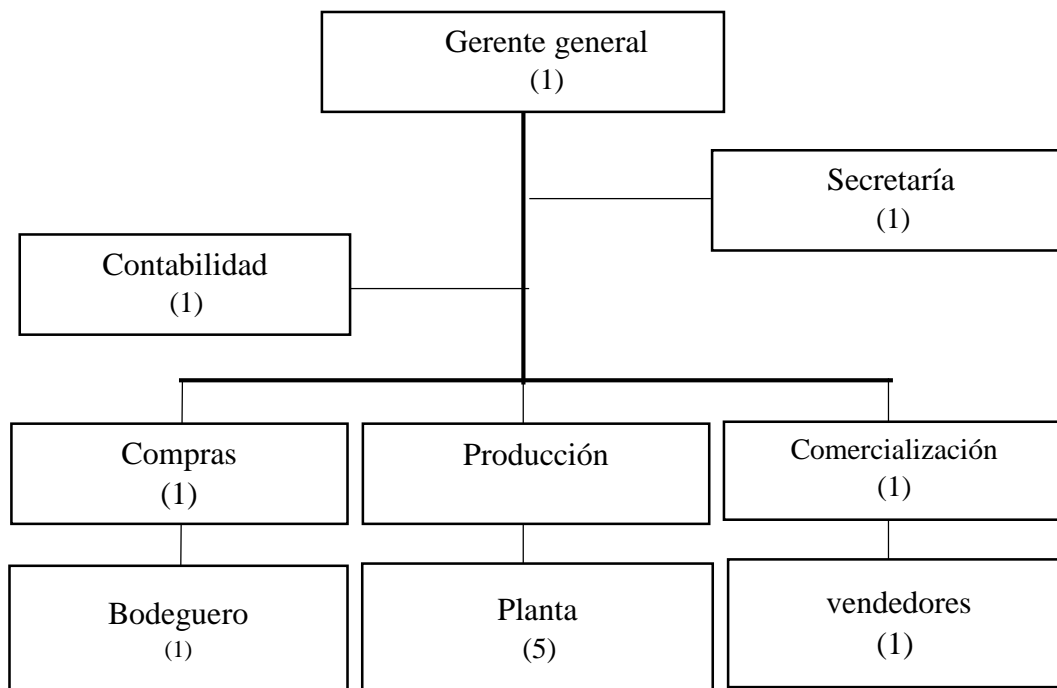 Gerente general
(1)
Secretaría
(1)
Contabilidad
(1)
Compras
(1)
Producción
Comercialización
(1)
Bodeguero
(1)
Planta
(5)
vendedores
(1)